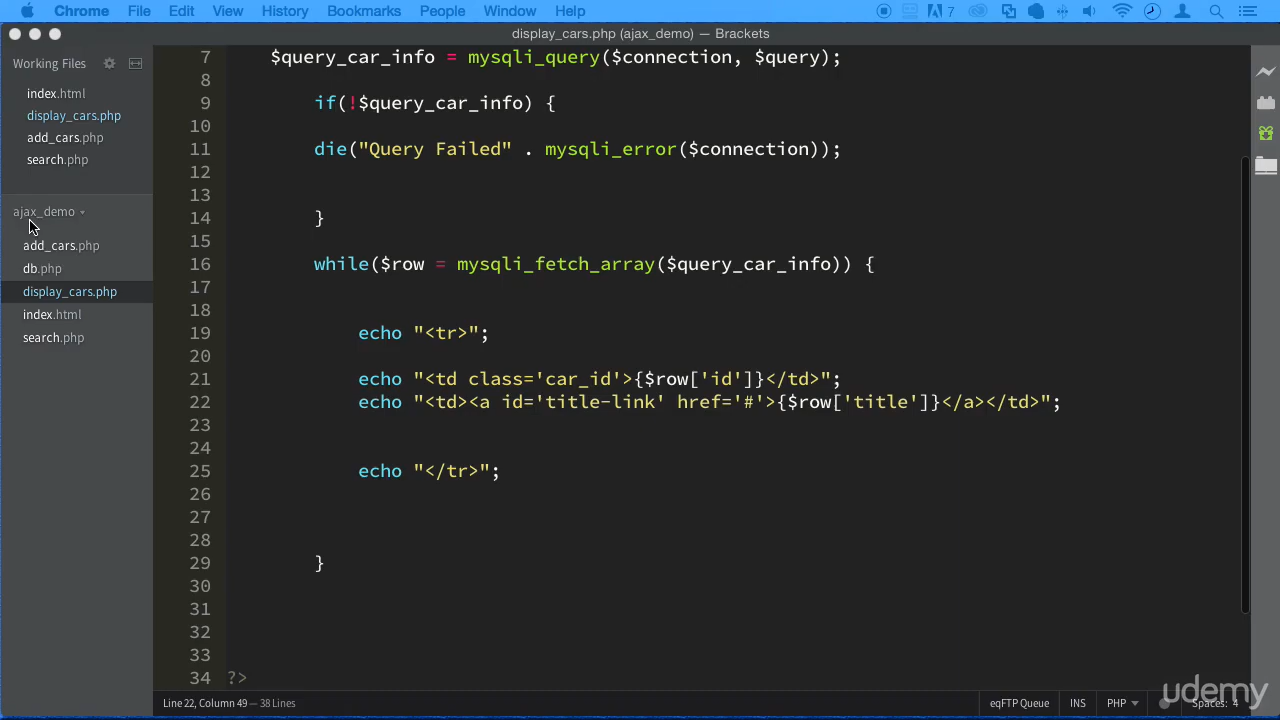 Chrome File Edit View History Bookmarks People Window Help 7
display_cars.php (ajax_demo) — Brackets
Working Files
index.html
display_cars.php
add_cars.php
search.php
ajax_demo
add_cars.php
db.php
display_cars.php
index.html
search.php
7 $query_car_info = mysqli_query($connection, $query);
8
9 if(!$query_car_info) {
10
11 die("Query Failed" . mysqli_error($connection));
12
13
14 }
15
16 while($row = mysqli_fetch_array($query_car_info)) {
17
18
19 echo "<tr>";
20
21 echo "<td class='car_id'>{$row['id']}</td>";
22 echo "<td><a id='title-link' href='#'>{$row['title']}</a></td>";
23
24
25 echo "</tr>";
26
27
28
29 }
30
31
32
33
34 ?>
Line 22, Column 49 — 38 Lines
eqFTP Queue INS PHP Spaces: 4
udemy